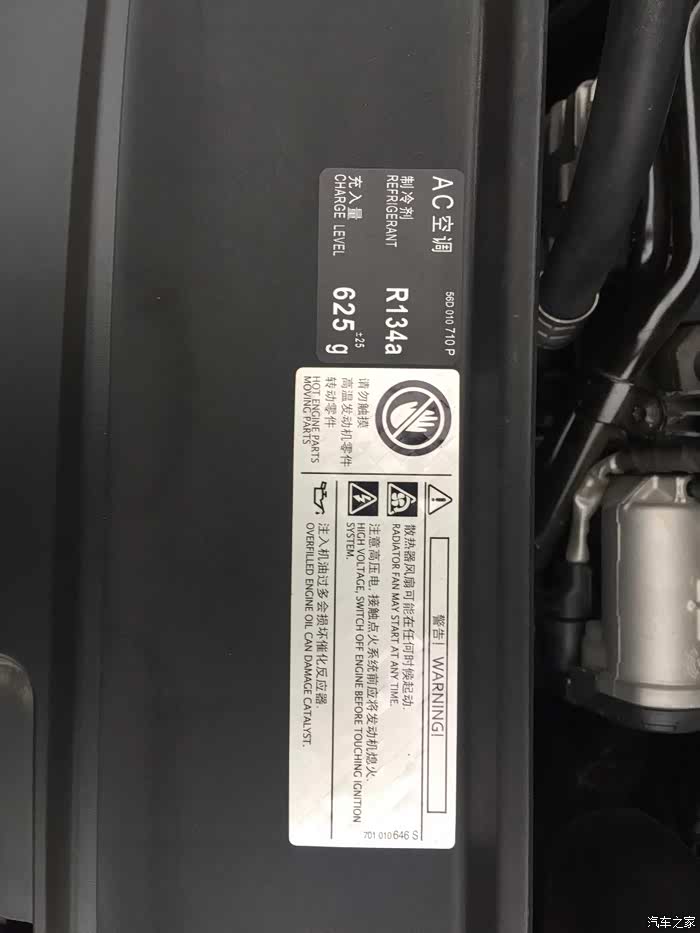 AC空调
56D 010 710 P
制冷剂
REFRIGERANT
R134a
充入量
CHARGE LEVEL
625 ±25 g
请勿触摸
高温发动机零件
转动零件
HOT ENGINE PARTS
MOVING PARTS
警告! WARNING!
散热器风扇可能在任何时候起动.
RADIATOR FAN MAY START AT ANY TIME.
注意高压电, 接触点火系统前应将发动机熄火.
HIGH VOLTAGE, SWITCH OFF ENGINE BEFORE TOUCHING IGNITION
SYSTEM.
注入机油过多会损坏催化反应器.
OVERFILLED ENGINE OIL CAN DAMAGE CATALYST.
7D1 010 646 S
汽车之家